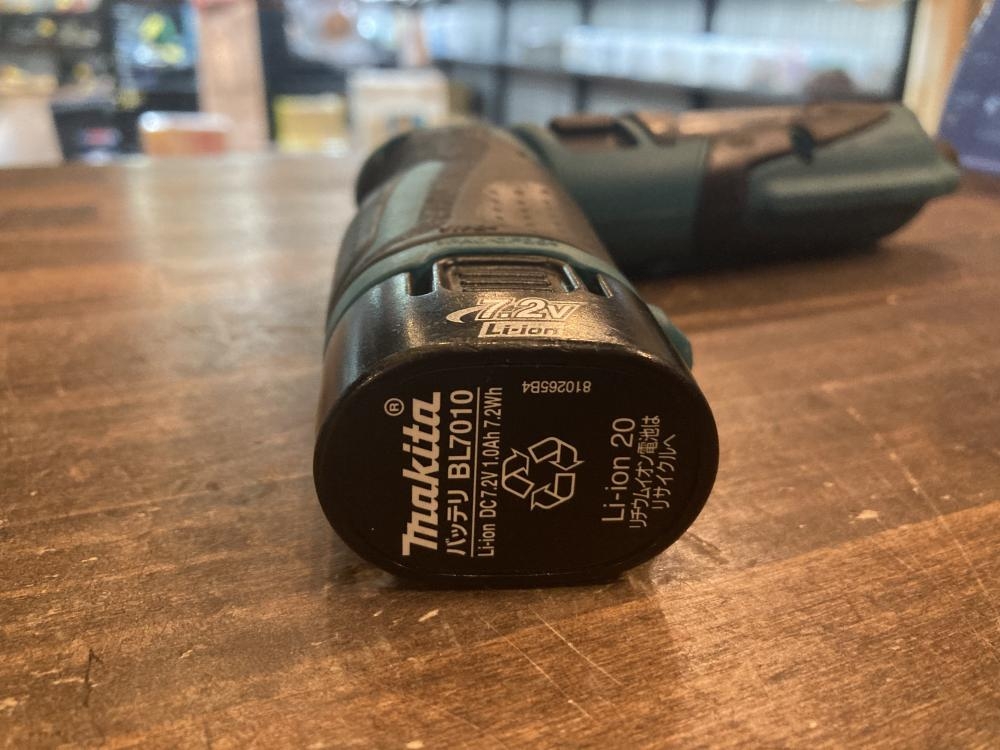 7.2V
Li-ion
Makita®
バッテリ BL7010
Li-ion DC7.2V 1.0Ah 7.2Wh
810265B4
Li-ion 20
リチウムイオン電池は
リサイクルへ